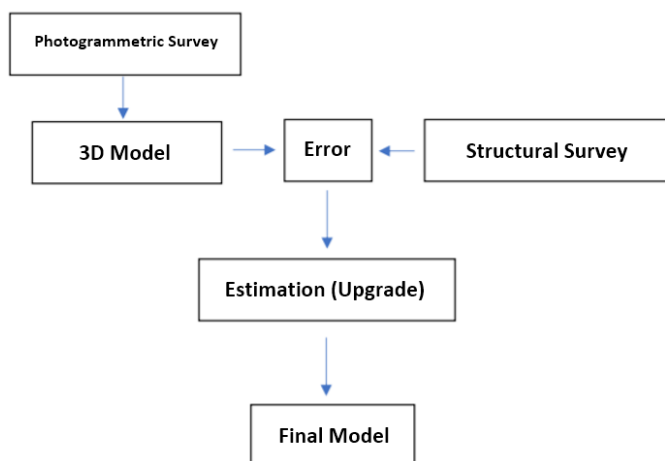 Photogrammetric Survey
3D Model
Error
Structural Survey
Estimation (Upgrade)
Final Model